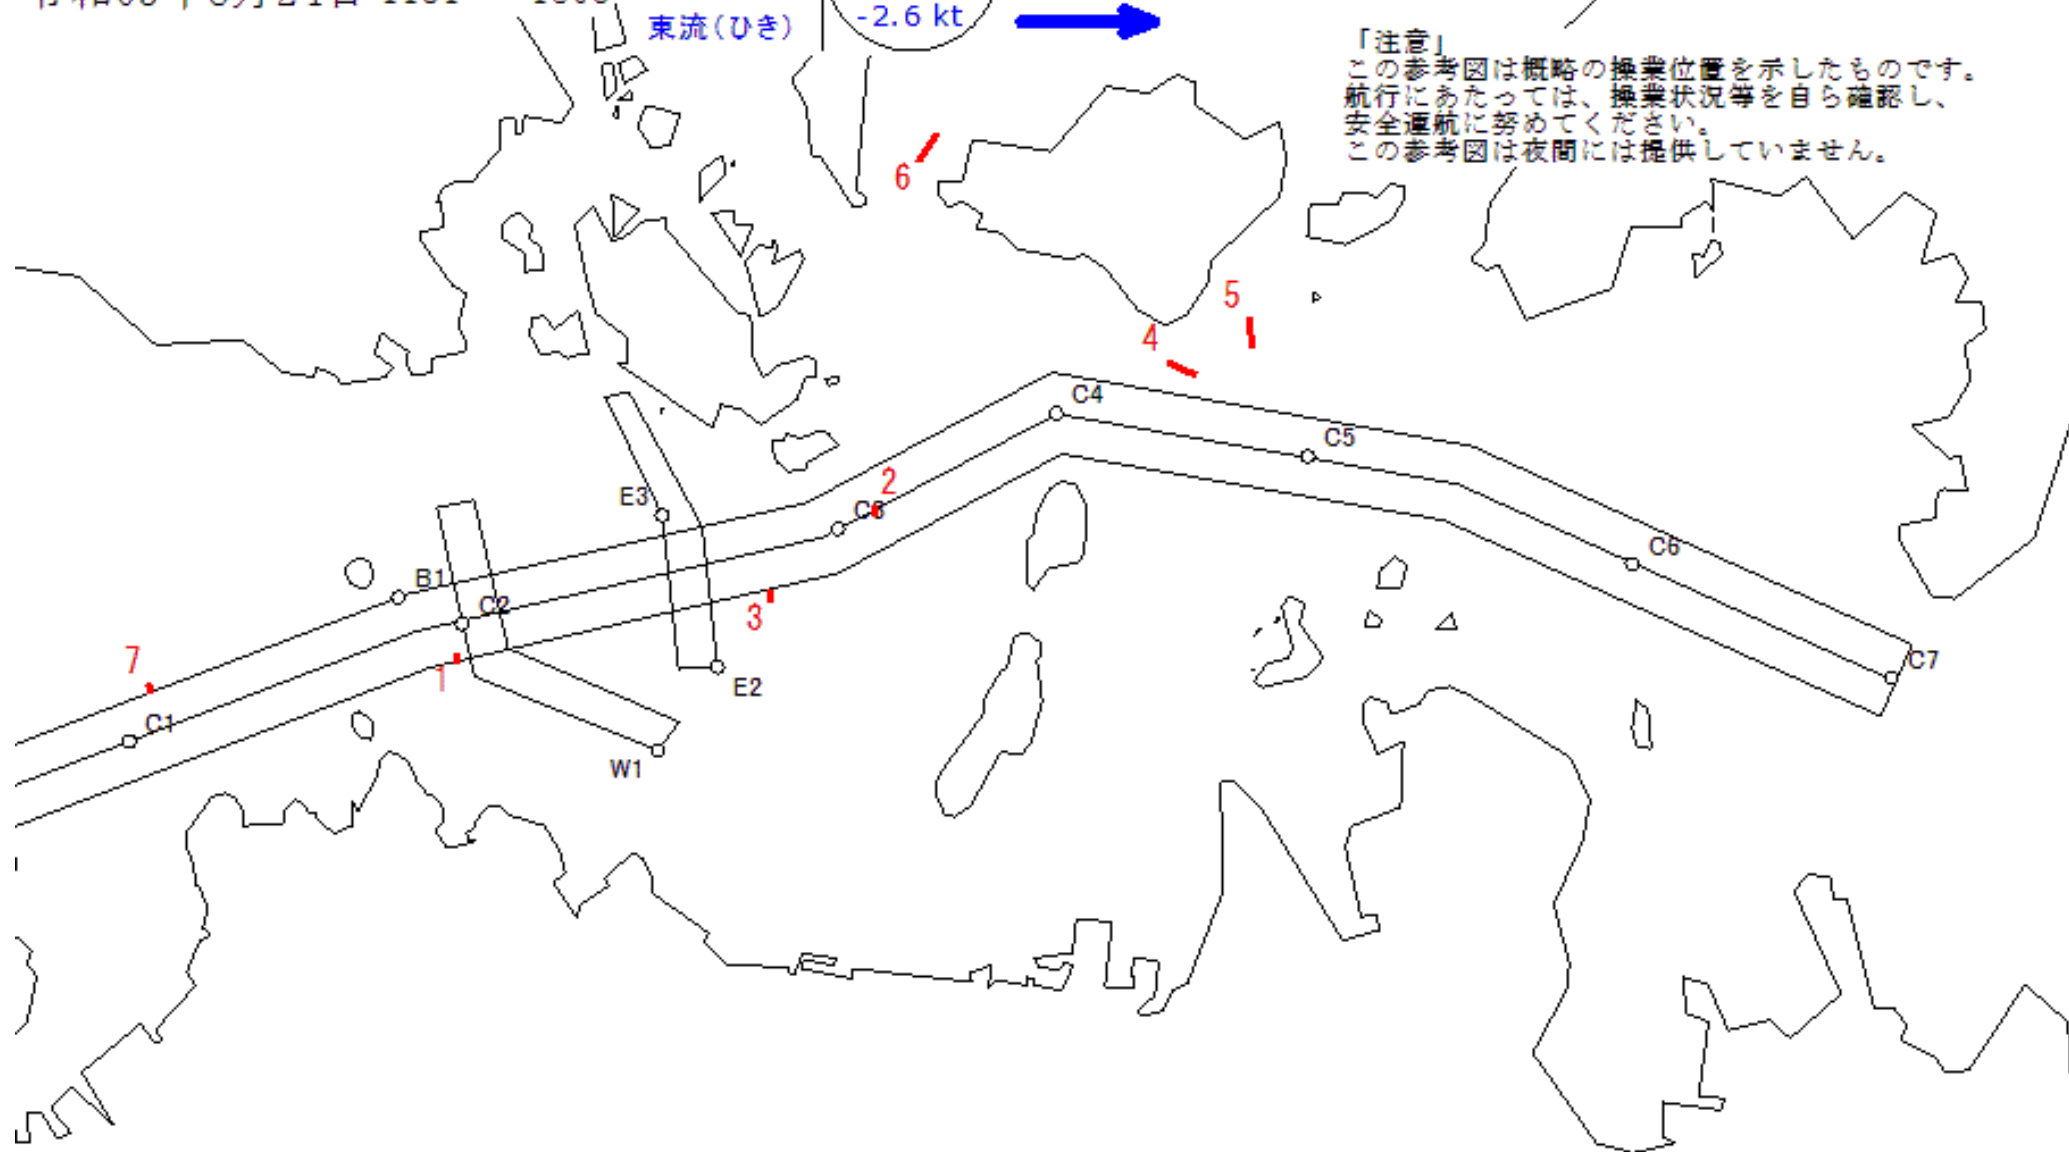 東流(ひき)
-2.6 kt
「注意」
この参考図は概略の操業位置を示したものです。
航行にあたっては、操業状況等を自ら確認し、
安全運航に努めてください。
この参考図は夜間には提供していません。
6
5
4
C4
C5
2
E3
C3
C6
B1
C2
3
7
1
E2
C7
C1
W1